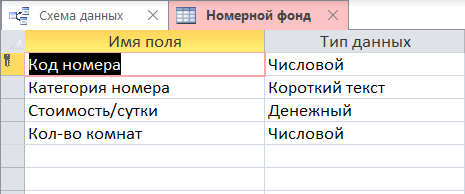 Схема данных Номерной фонд
Имя поля Тип данных
Код номера Числовой
Категория номера Короткий текст
Стоимость/сутки Денежный
Кол-во комнат Числовой